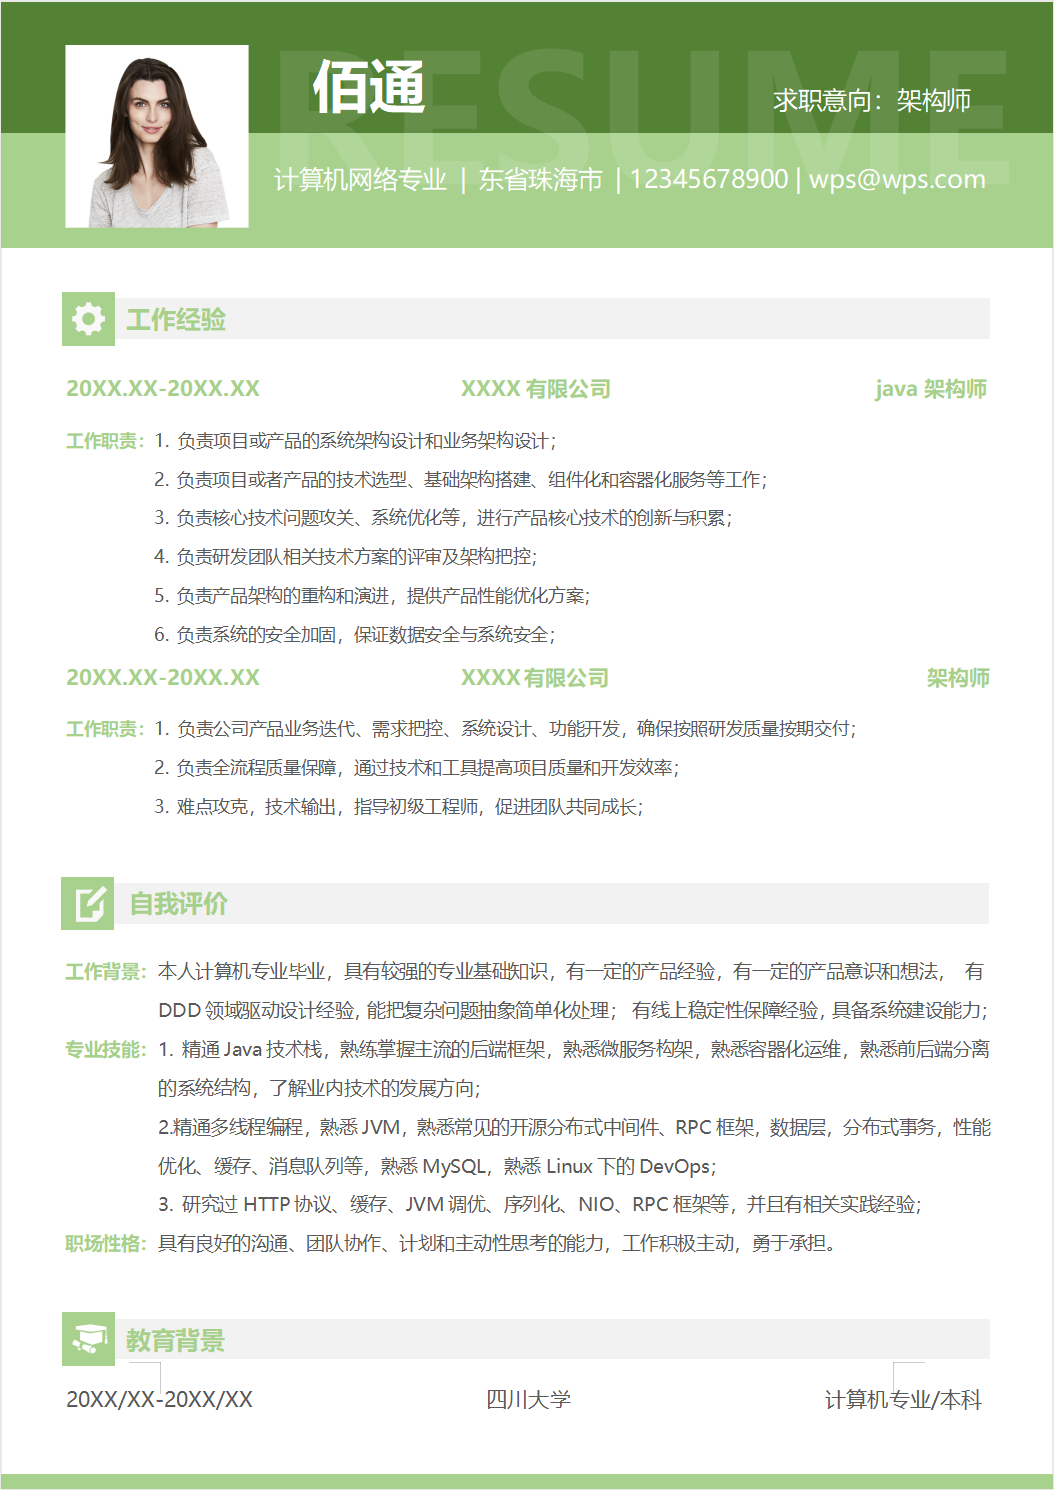 RESUME
佰通
求职意向：架构师
计算机网络专业 | 东省珠海市 | 12345678900 | wps@wps.com
工作经验
20XX.XX-20XX.XX XXXX 有限公司 java 架构师
工作职责：1. 负责项目或产品的系统架构设计和业务架构设计；
2. 负责项目或者产品的技术选型、基础架构搭建、组件化和容器化服务等工作；
3. 负责核心技术问题攻关、系统优化等，进行产品核心技术的创新与积累；
4. 负责研发团队相关技术方案的评审及架构把控；
5. 负责产品架构的重构和演进，提供产品性能优化方案；
6. 负责系统的安全加固，保证数据安全与系统安全；
20XX.XX-20XX.XX XXXX 有限公司 架构师
工作职责：1. 负责公司产品业务迭代、需求把控、系统设计、功能开发，确保按照研发质量按期交付；
2. 负责全流程质量保障，通过技术和工具提高项目质量和开发效率；
3. 难点攻克，技术输出，指导初级工程师，促进团队共同成长；
自我评价
工作背景：本人计算机专业毕业，具有较强的专业基础知识，有一定的产品经验，有一定的产品意识和想法， 有
DDD 领域驱动设计经验，能把复杂问题抽象简单化处理； 有线上稳定性保障经验，具备系统建设能力；
专业技能：1. 精通 Java 技术栈，熟练掌握主流的后端框架，熟悉微服务构架，熟悉容器化运维，熟悉前后端分离
的系统结构，了解业内技术的发展方向；
2.精通多线程编程，熟悉 JVM，熟悉常见的开源分布式中间件、RPC 框架，数据层，分布式事务，性能
优化、缓存、消息队列等，熟悉 MySQL，熟悉 Linux 下的 DevOps；
3. 研究过 HTTP 协议、缓存、JVM 调优、序列化、NIO、RPC 框架等，并且有相关实践经验；
职场性格：具有良好的沟通、团队协作、计划和主动性思考的能力，工作积极主动，勇于承担。
教育背景
20XX/XX-20XX/XX 四川大学 计算机专业/本科